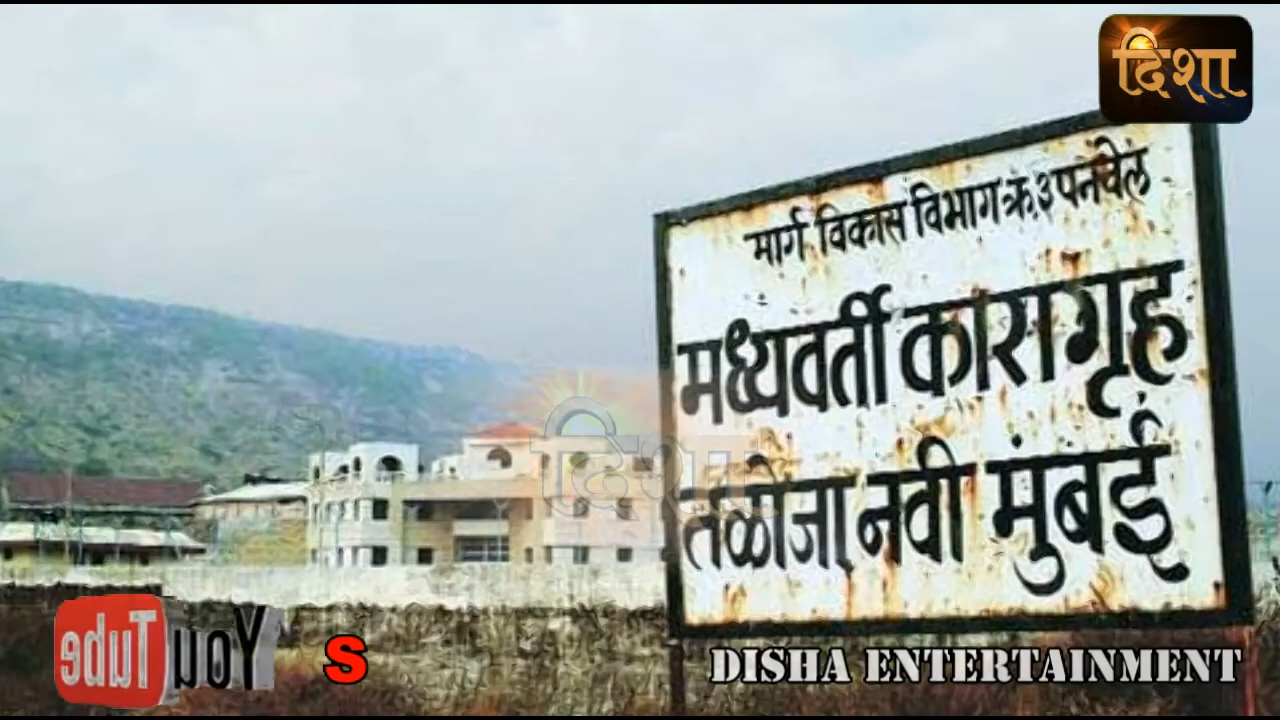 दिशा
मार्ग विकास विभाग क्र.३ पनवेल
मध्यवर्ती कारागृह
दिशा
तळोजा नवी मुंबई
YouTube
S
DISHA ENTERTAINMENT